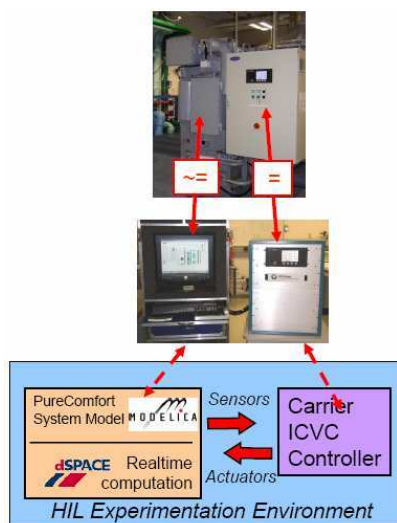 ~=
=
PureComfort
System Model
MODELICA
Sensors
Carrier
ICVC
Controller
dSPACE
Realtime
computation
Actuators
HIL Experimentation Environment